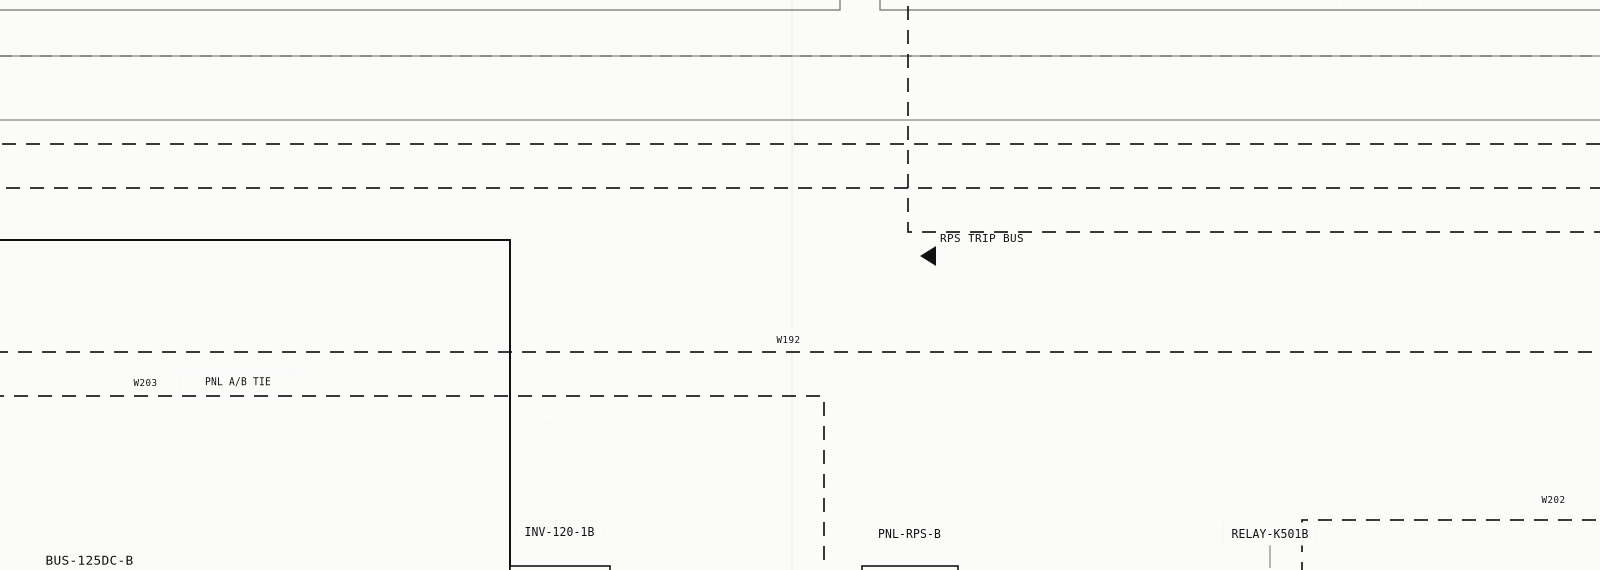 RPS TRIP BUS
W192
W203
PNL A/B TIE
W202
INV-120-1B
PNL-RPS-B
RELAY-K501B
BUS-125DC-B